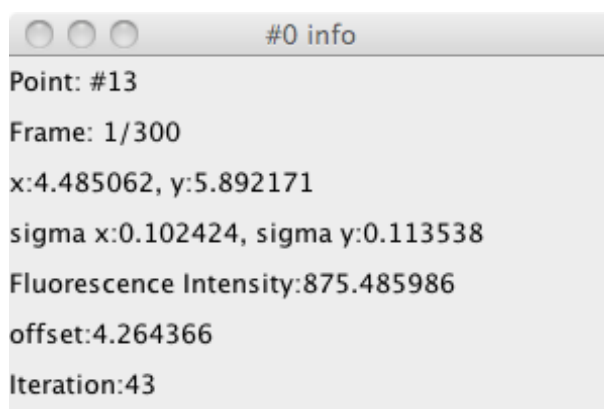 #0 info
Point: #13
Frame: 1/300
x:4.485062, y:5.892171
sigma x:0.102424, sigma y:0.113538
Fluorescence Intensity:875.485986
offset:4.264366
Iteration:43